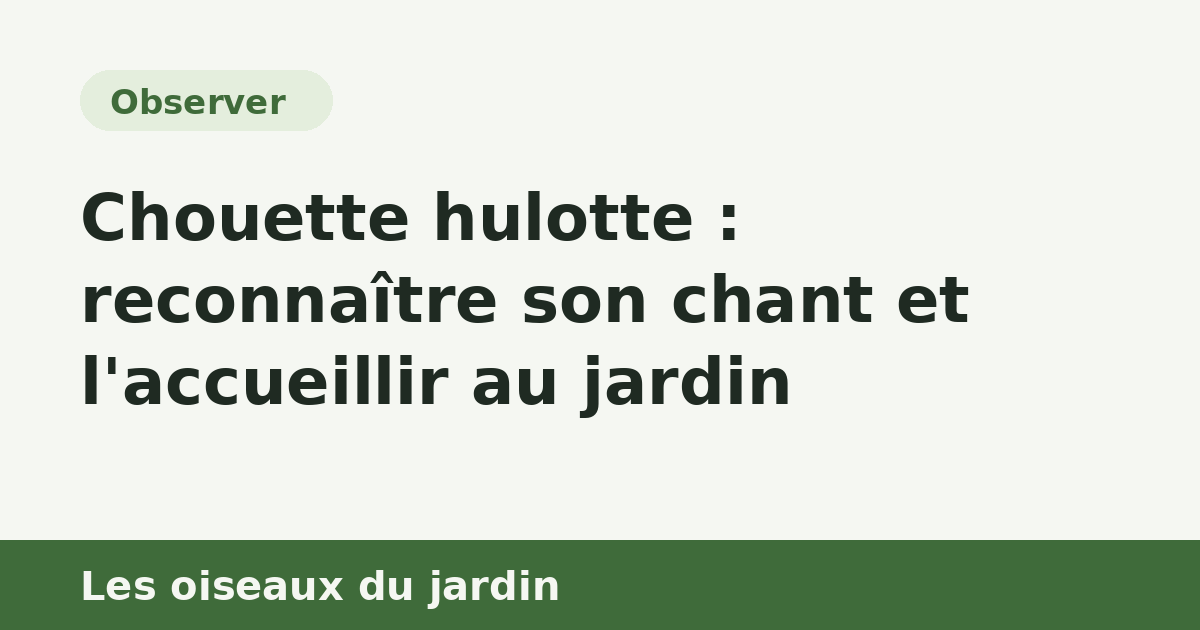 Observer
Chouette hulotte :
reconnaître son chant et
l'accueillir au jardin
Les oiseaux du jardin